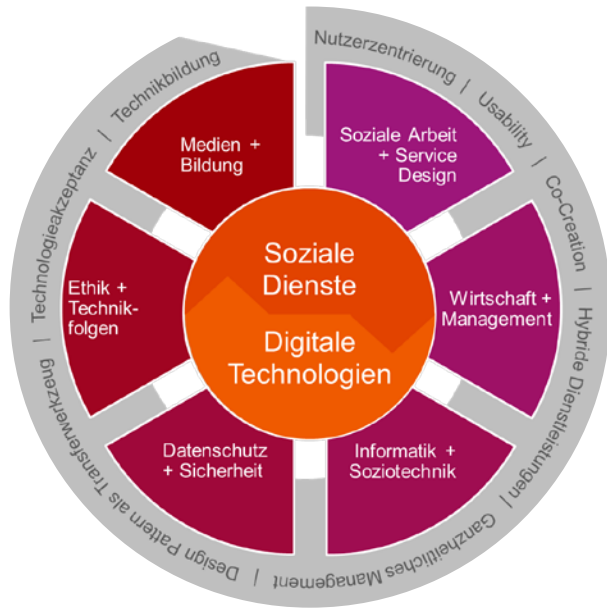 Nutzerzentrierung | Usability | Co-Creation | Hybride Dienstleistungen | Ganzheitliches Management | Design Pattern als Transferwerkzeug | Technologieakzeptanz | Technikbildung
Soziale Arbeit
+ Service
Design
Wirtschaft +
Management
Informatik +
Soziotechnik
Datenschutz
+ Sicherheit
Ethik +
Technik-
folgen
Medien +
Bildung
Soziale
Dienste
Digitale
Technologien